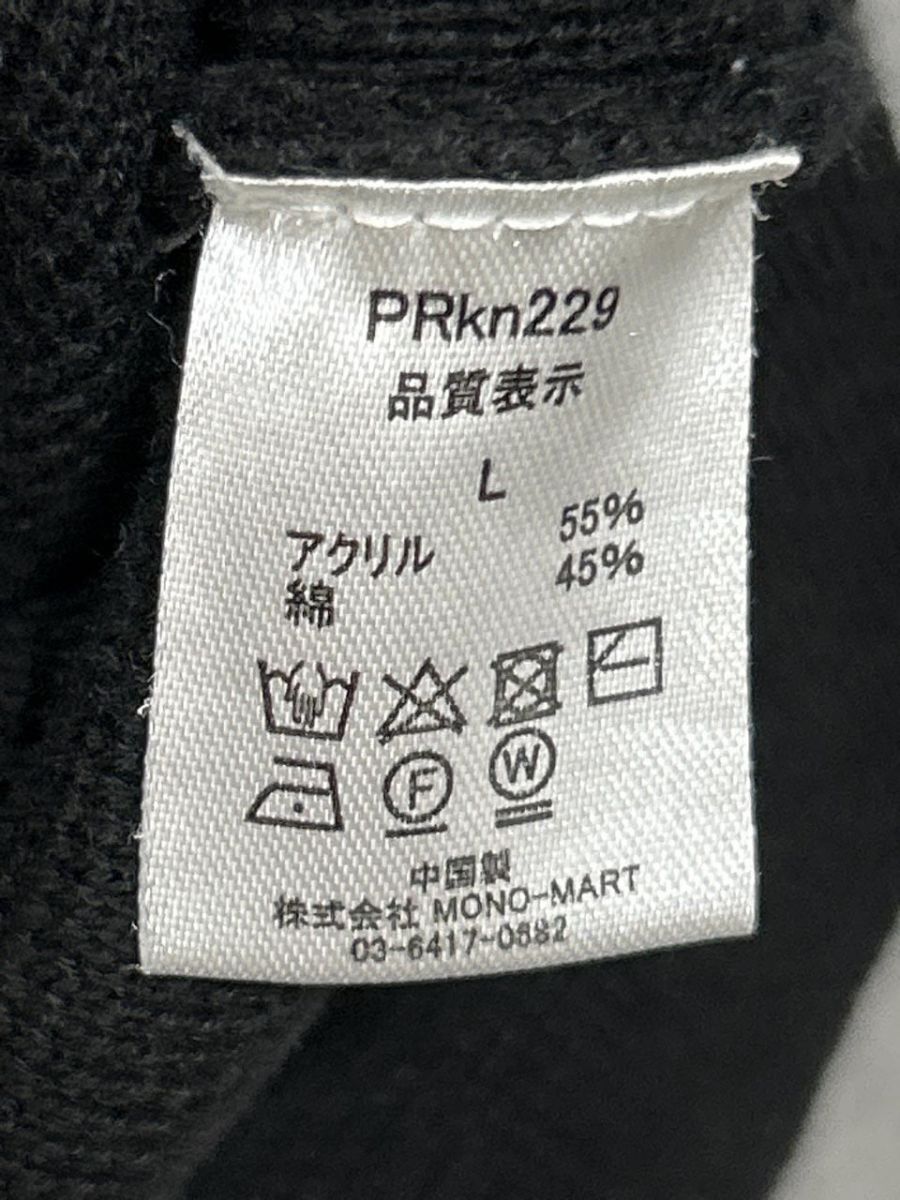 PRkn229
品質表示
L
アクリル 55%
綿 45%
F W
中国製
株式会社 MONO-MART
03-6417-0882